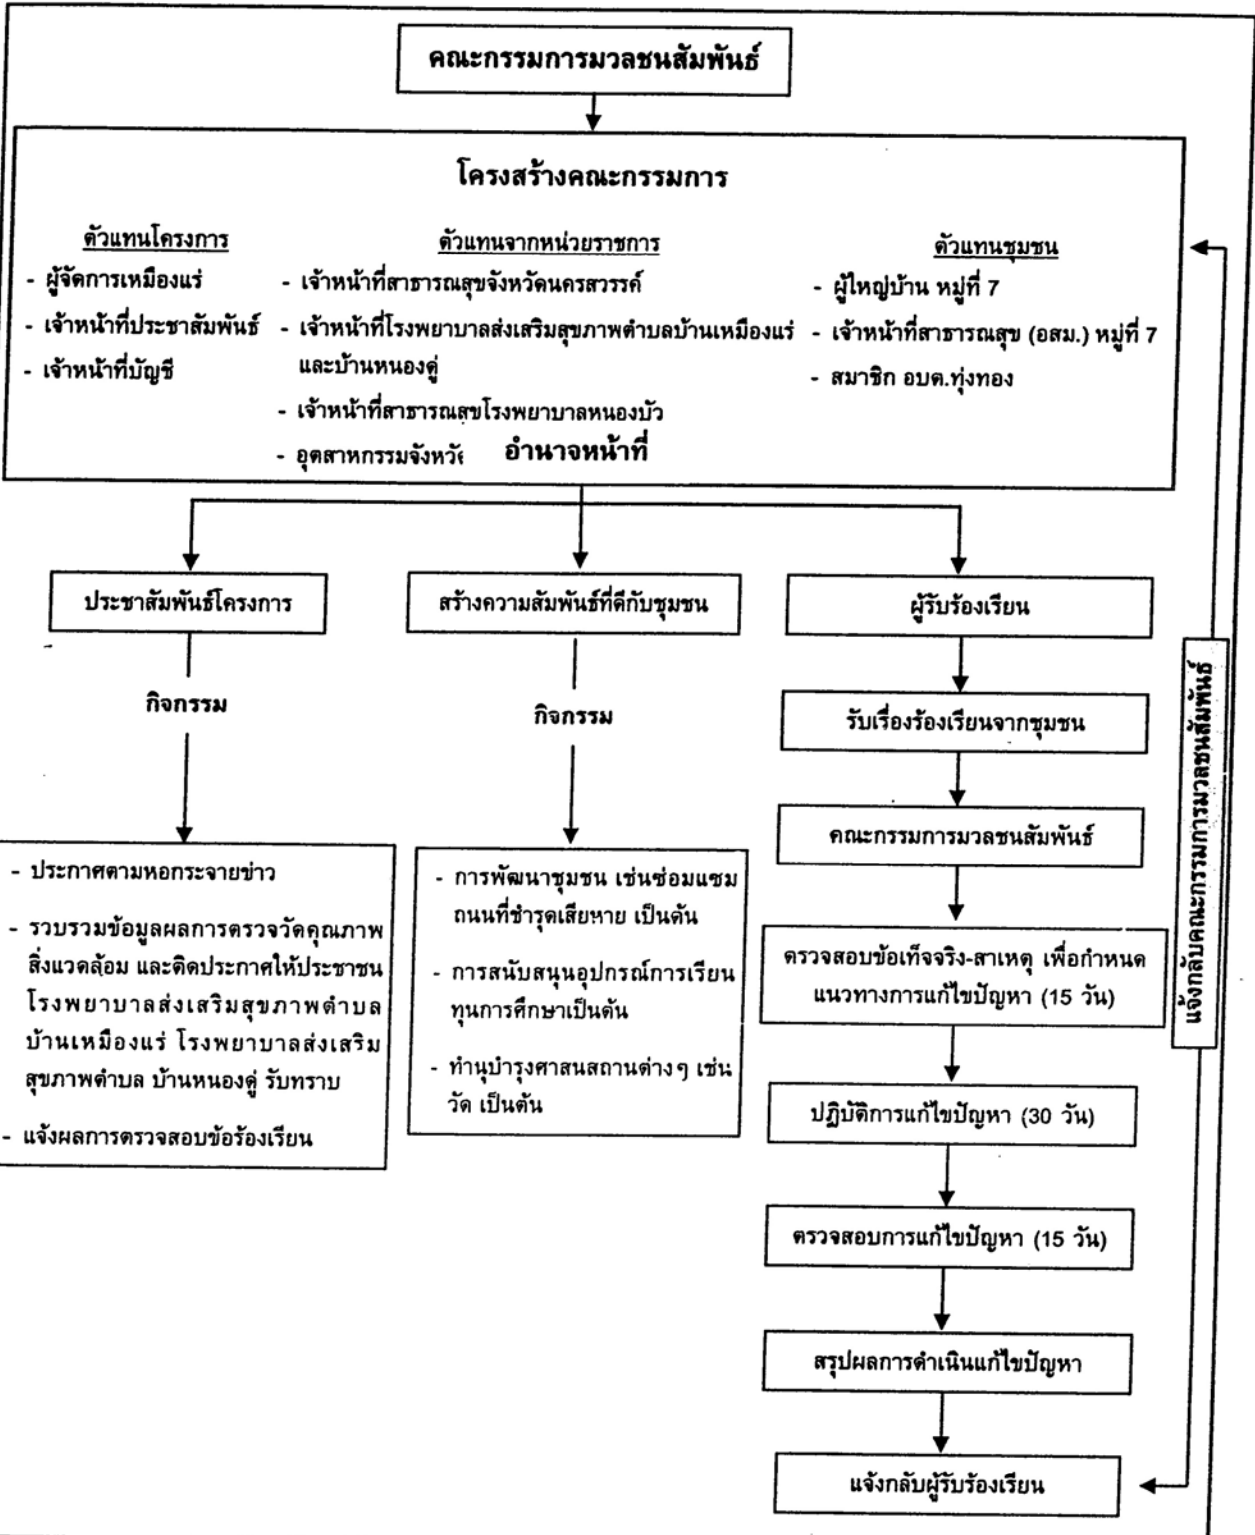 คณะกรรมการมวลชนสัมพันธ์
โครงสร้างคณะกรรมการ
ตัวแทนโครงการ
- ผู้จัดการเหมืองแร่
- เจ้าหน้าที่ประชาสัมพันธ์
- เจ้าหน้าที่บัญชี
ตัวแทนจากหน่วยราชการ
- เจ้าหน้าที่สาธารณสุขจังหวัดนครสวรรค์
- เจ้าหน้าที่โรงพยาบาลส่งเสริมสุขภาพตำบลบ้านเหมืองแร่
และบ้านหนองดู่
- เจ้าหน้าที่สาธารณสุขโรงพยาบาลหนองบัว
- อุตสาหกรรมจังหวัด
ตัวแทนชุมชน
- ผู้ใหญ่บ้าน หมู่ที่ 7
- เจ้าหน้าที่สาธารณสุข (อสม.) หมู่ที่ 7
- สมาชิก อบต.ทุ่งทอง
อำนาจหน้าที่
ประชาสัมพันธ์โครงการ
กิจกรรม
- ประกาศตามหอกระจายข่าว
- รวบรวมข้อมูลผลการตรวจวัดคุณภาพ
สิ่งแวดล้อม และติดประกาศให้ประชาชน
โรงพยาบาลส่งเสริมสุขภาพตำบล
บ้านเหมืองแร่ โรงพยาบาลส่งเสริม
สุขภาพตำบล บ้านหนองดู่ รับทราบ
- แจ้งผลการตรวจสอบข้อร้องเรียน
สร้างความสัมพันธ์ที่ดีกับชุมชน
กิจกรรม
- การพัฒนาชุมชน เช่นซ่อมแซม
ถนนที่ชำรุดเสียหาย เป็นต้น
- การสนับสนุนอุปกรณ์การเรียน
ทุนการศึกษาเป็นต้น
- ทำนุบำรุงศาสนสถานต่างๆ เช่น
วัด เป็นต้น
ผู้รับร้องเรียน
รับเรื่องร้องเรียนจากชุมชน
คณะกรรมการมวลชนสัมพันธ์
ตรวจสอบข้อเท็จจริง-สาเหตุ เพื่อกำหนด
แนวทางการแก้ไขปัญหา (15 วัน)
ปฏิบัติการแก้ไขปัญหา (30 วัน)
ตรวจสอบการแก้ไขปัญหา (15 วัน)
สรุปผลการดำเนินแก้ไขปัญหา
แจ้งกลับผู้รับร้องเรียน
แจ้งกลับคณะกรรมการมวลชนสัมพันธ์